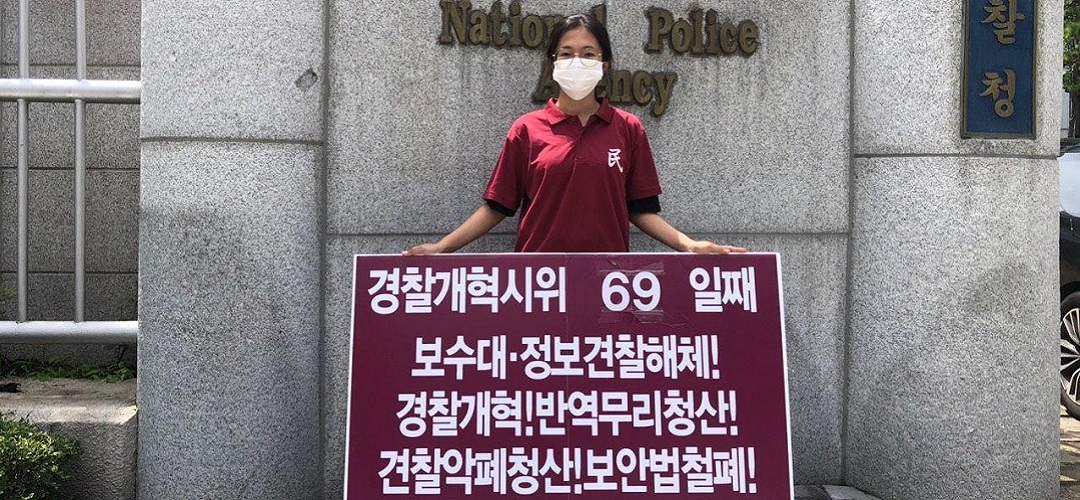 National Police
찰
청
民
경찰개혁시위 69 일째
보수대·정보견찰해체!
경찰개혁!반역무리청산!
견찰악폐청산!보안법철폐!